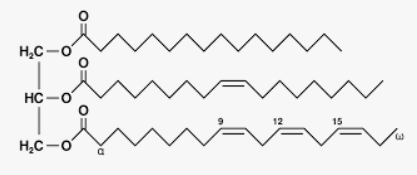 O
H₂C O
O
HC O
O 9 12 15
H₂C O α (ω)